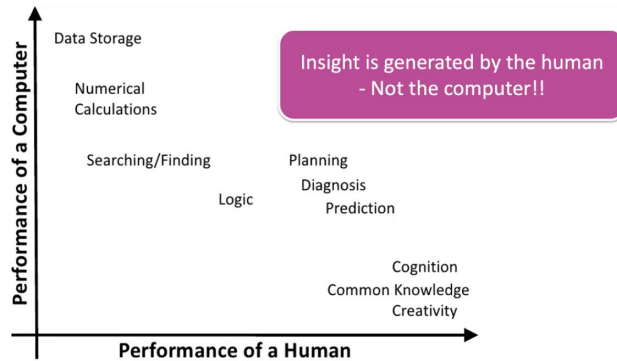 Performance of a Computer
Data Storage
Insight is generated by the human
- Not the computer!!
Numerical
Calculations
Searching/Finding
Planning
Diagnosis
Logic
Prediction
Cognition
Common Knowledge
Creativity
Performance of a Human